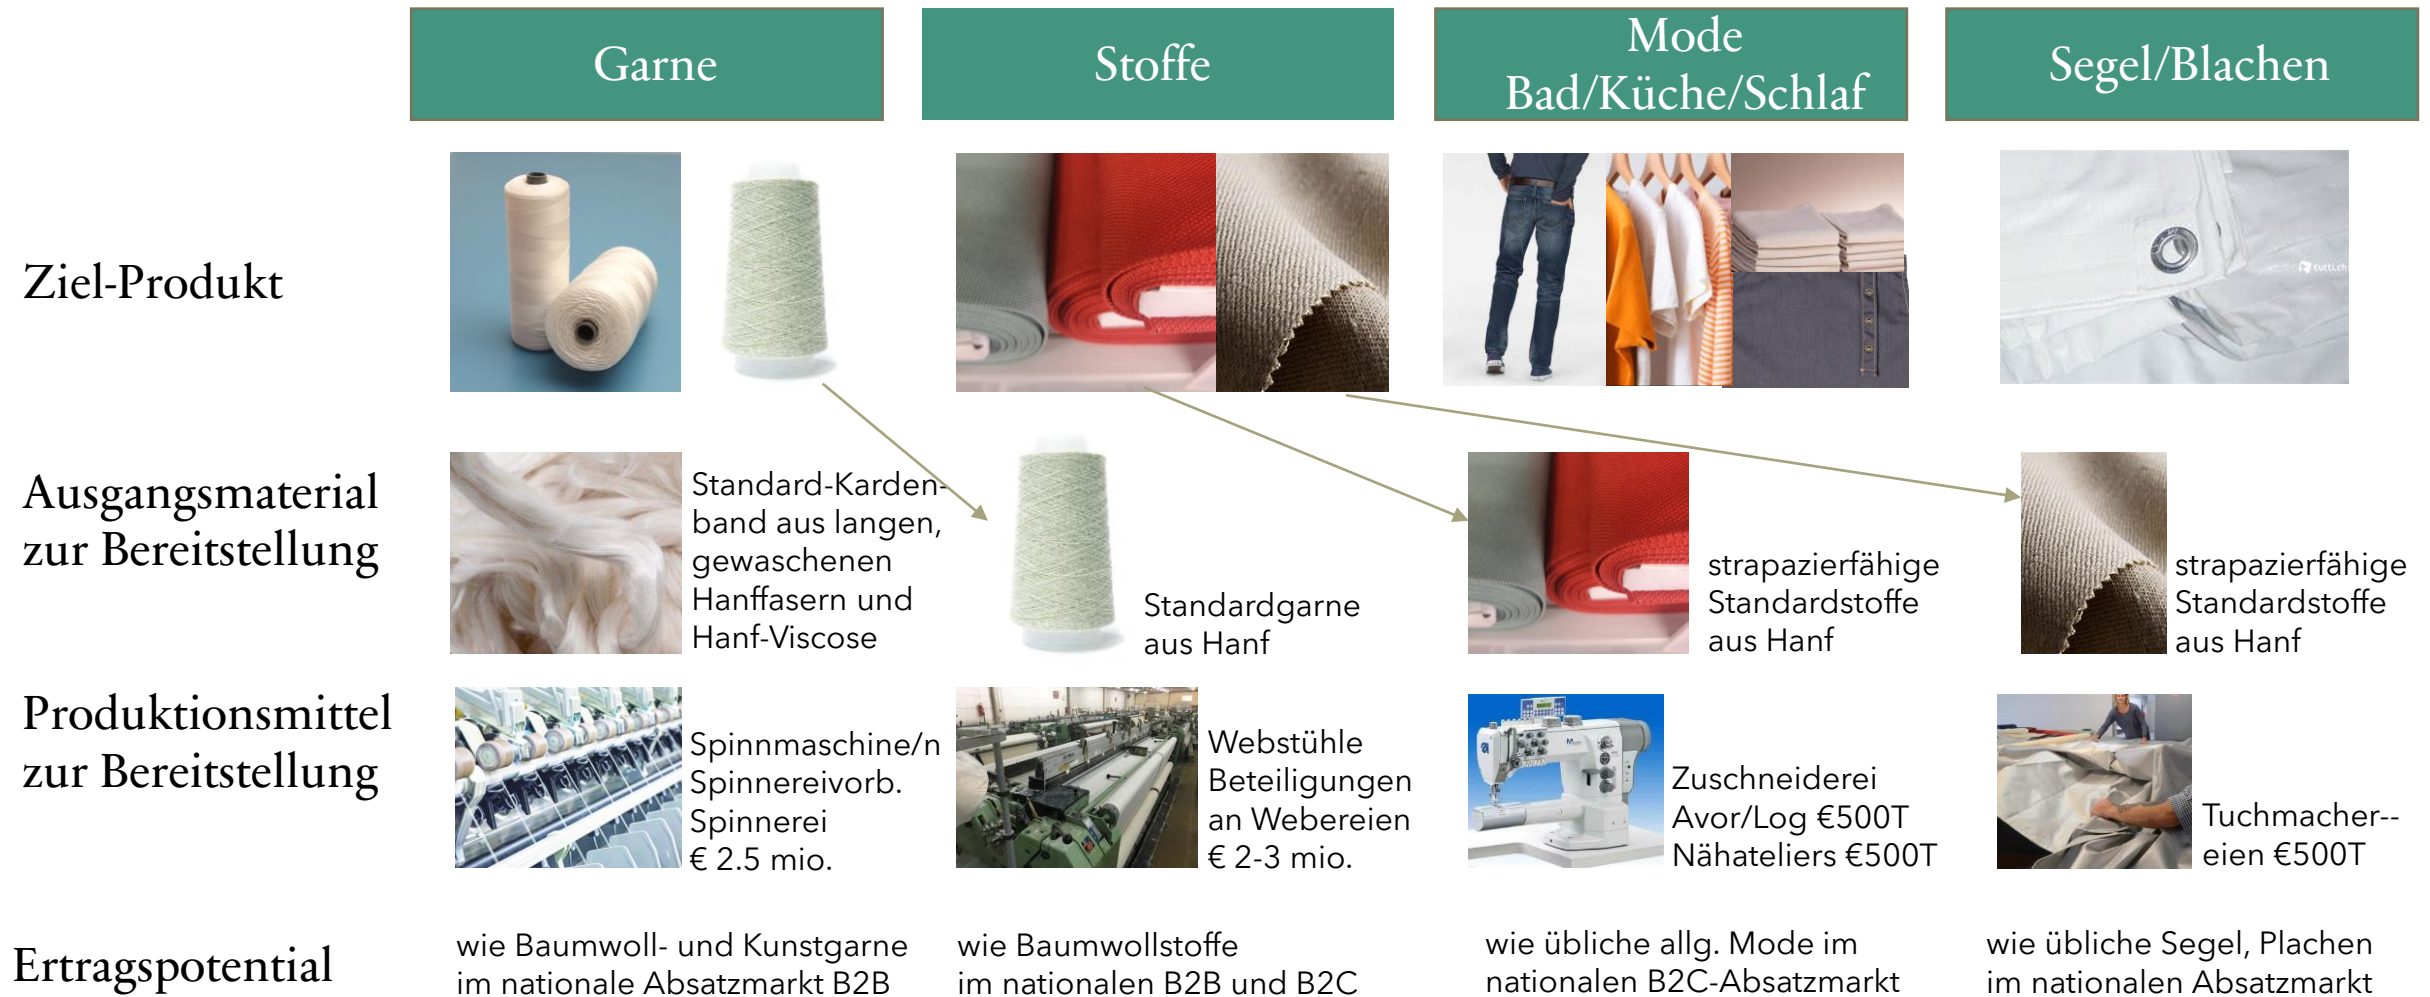 Garne
Stoffe
Mode
Bad/Küche/Schlaf
Segel/Blachen
Ziel-Produkt
tutti.ch
Ausgangsmaterial
zur Bereitstellung
Standard-Karden-
band aus langen,
gewaschenen
Hanffasern und
Hanf-Viscose
Standardgarne
aus Hanf
strapazierfähige
Standardstoffe
aus Hanf
strapazierfähige
Standardstoffe
aus Hanf
Produktionsmittel
zur Bereitstellung
Spinnmaschine/n
Spinnereivorb.
Spinnerei
€ 2.5 mio.
Webstühle
Beteiligungen
an Webereien
€ 2-3 mio.
Zuschneiderei
Avor/Log €500T
Nähateliers €500T
Tuchmacher--
eien €500T
Ertragspotential
wie Baumwoll- und Kunstgarne
im nationale Absatzmarkt B2B
wie Baumwollstoffe
im nationalen B2B und B2C
wie übliche allg. Mode im
nationalen B2C-Absatzmarkt
wie übliche Segel, Plachen
im nationalen Absatzmarkt